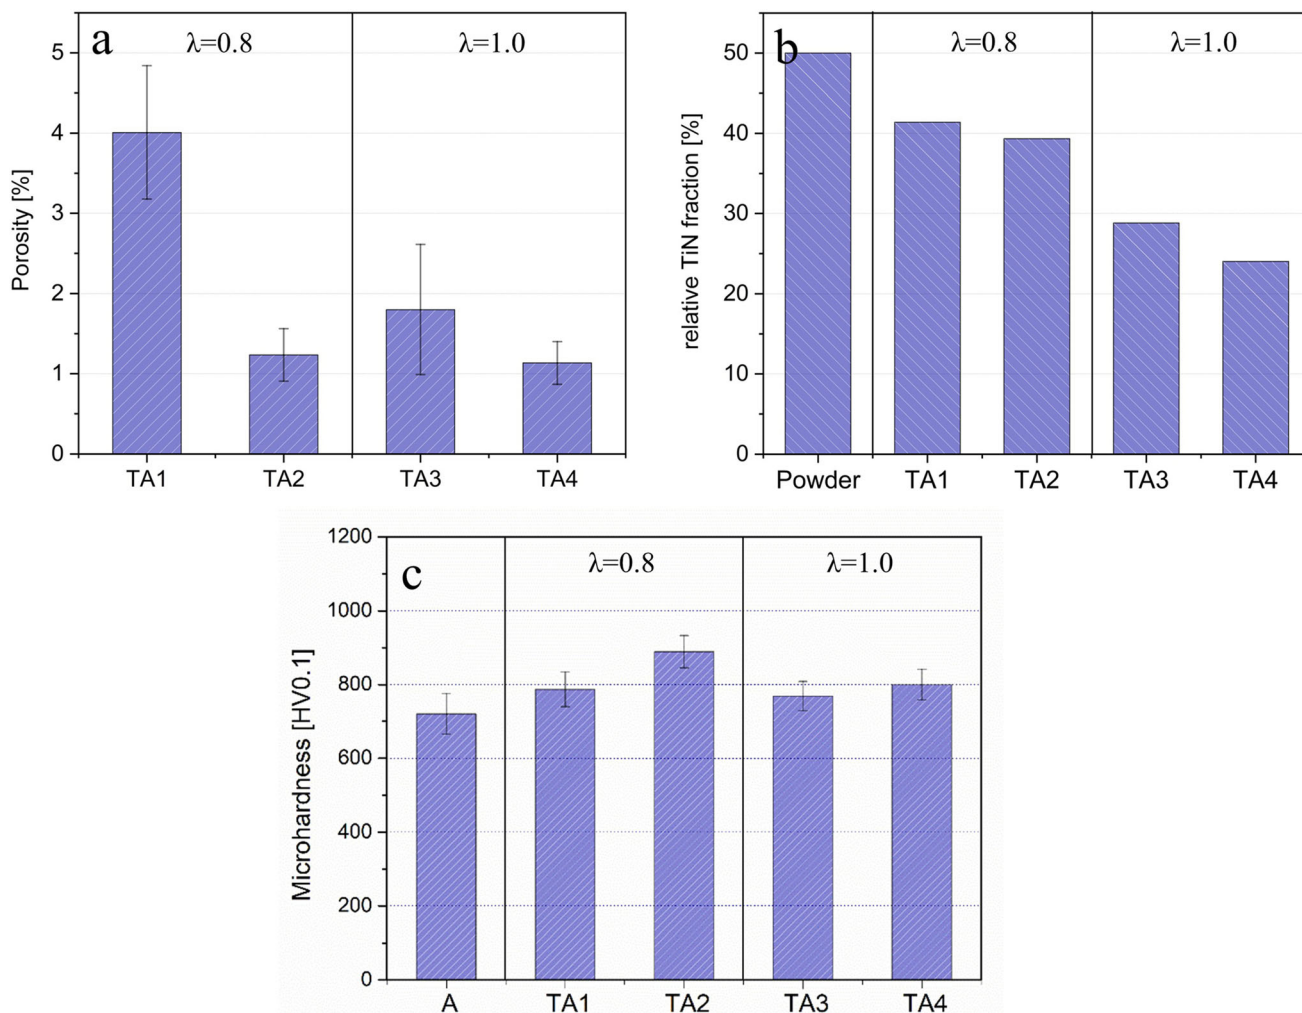 a
λ=0.8
λ=1.0
Porosity [%]
5
4
3
2
1
0
TA1
TA2
TA3
TA4
b
λ=0.8
λ=1.0
relative TiN fraction [%]
50
40
30
20
10
0
Powder
TA1
TA2
TA3
TA4
c
λ=0.8
λ=1.0
Microhardness [HV0.1]
1200
1000
800
600
400
200
0
A
TA1
TA2
TA3
TA4